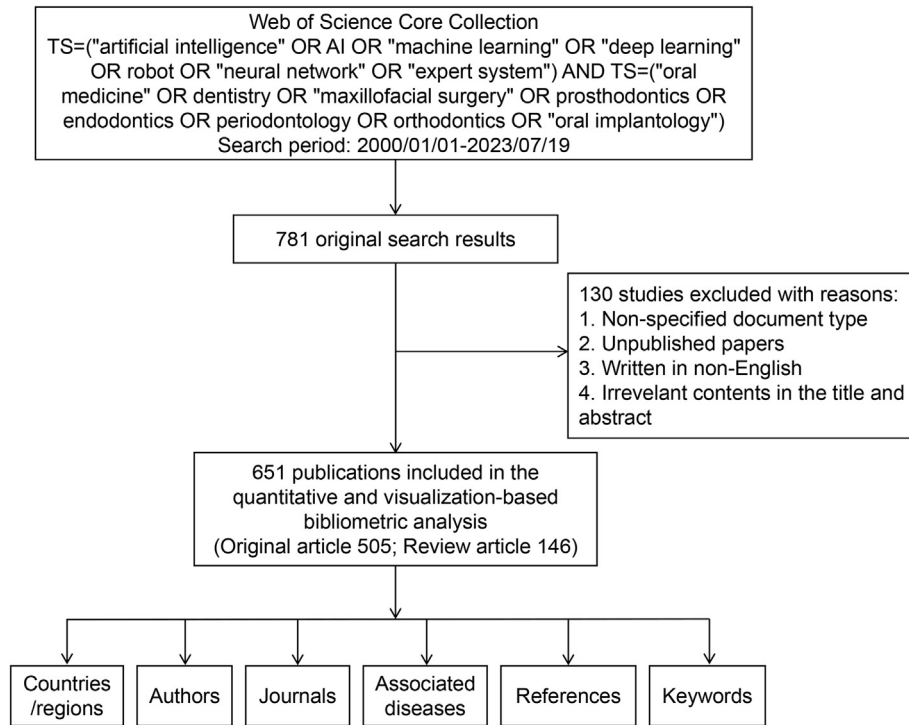 Web of Science Core Collection
TS=("artificial intelligence" OR AI OR "machine learning" OR "deep learning"
OR robot OR "neural network" OR "expert system") AND TS=("oral
medicine" OR dentistry OR "maxillofacial surgery" OR prosthodontics OR
endodontics OR periodontology OR orthodontics OR "oral implantology")
Search period: 2000/01/01-2023/07/19
781 original search results
130 studies excluded with reasons:
1. Non-specified document type
2. Unpublished papers
3. Written in non-English
4. Irrevelant contents in the title and
abstract
651 publications included in the
quantitative and visualization-based
bibliometric analysis
(Original article 505; Review article 146)
Countries
/regions
Authors
Journals
Associated
diseases
References
Keywords